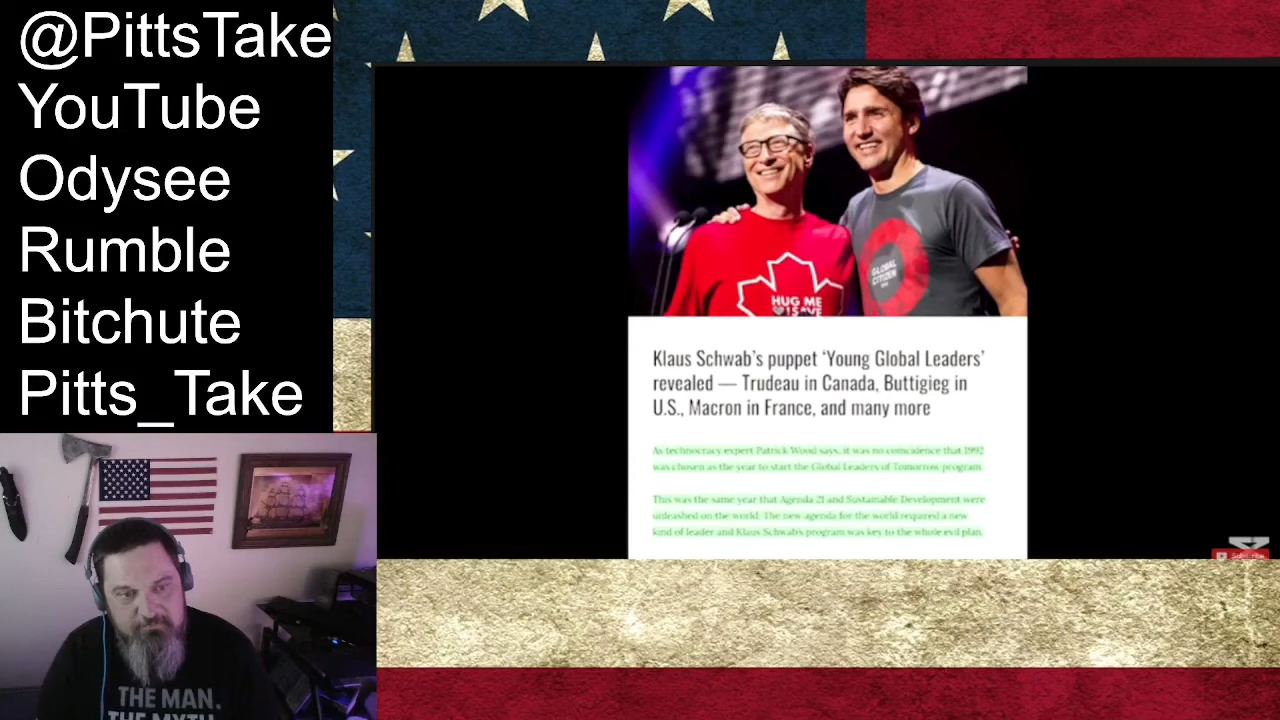 @PittsTake
YouTube
Odysee
Rumble
Bitchute
Pitts_Take
HUG ME
GLOBAL
CITIZEN
Klaus Schwab’s puppet ‘Young Global Leaders’
revealed — Trudeau in Canada, Buttigieg in
U.S., Macron in France, and many more
As technocracy expert Patrick Wood says, it was no coincidence that 1992
was chosen as the year to start the Global Leaders of Tomorrow program.
This was the same year that Agenda 21 and Sustainable Development were
unleashed on the world. The new agenda for the world required a new
kind of leader and Klaus Schwab's program was key to the whole evil plan.
Subscribe
THE MAN.
THE MYTH.